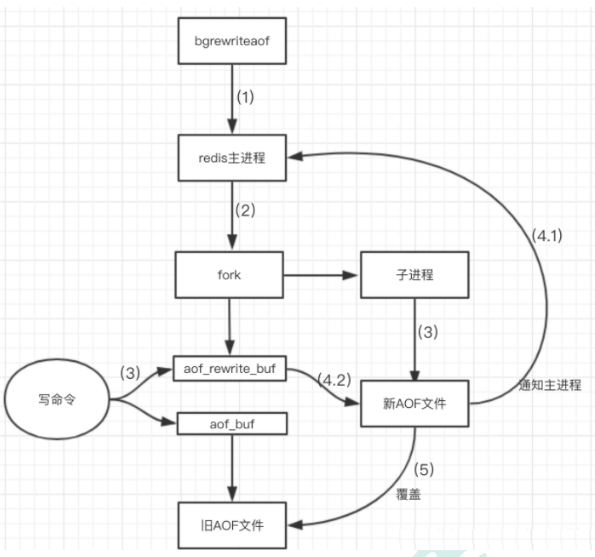 bgrewriteaof
(1)
redis主进程
(2)
(4.1)
fork
子进程
(3)
(3)
aof_rewrite_buf
(4.2)
写命令
新AOF文件
通知主进程
aof_buf
(5)
覆盖
旧AOF文件